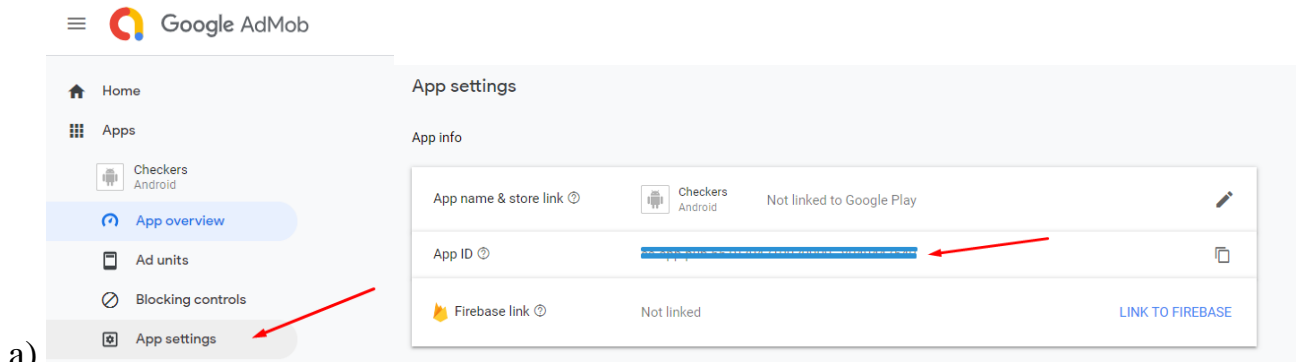 Google AdMob
Home
Apps
Checkers
Android
App overview
Ad units
Blocking controls
App settings
a)
App settings
App info
App name & store link
Checkers
Android
Not linked to Google Play
App ID
Firebase link
Not linked
LINK TO FIREBASE